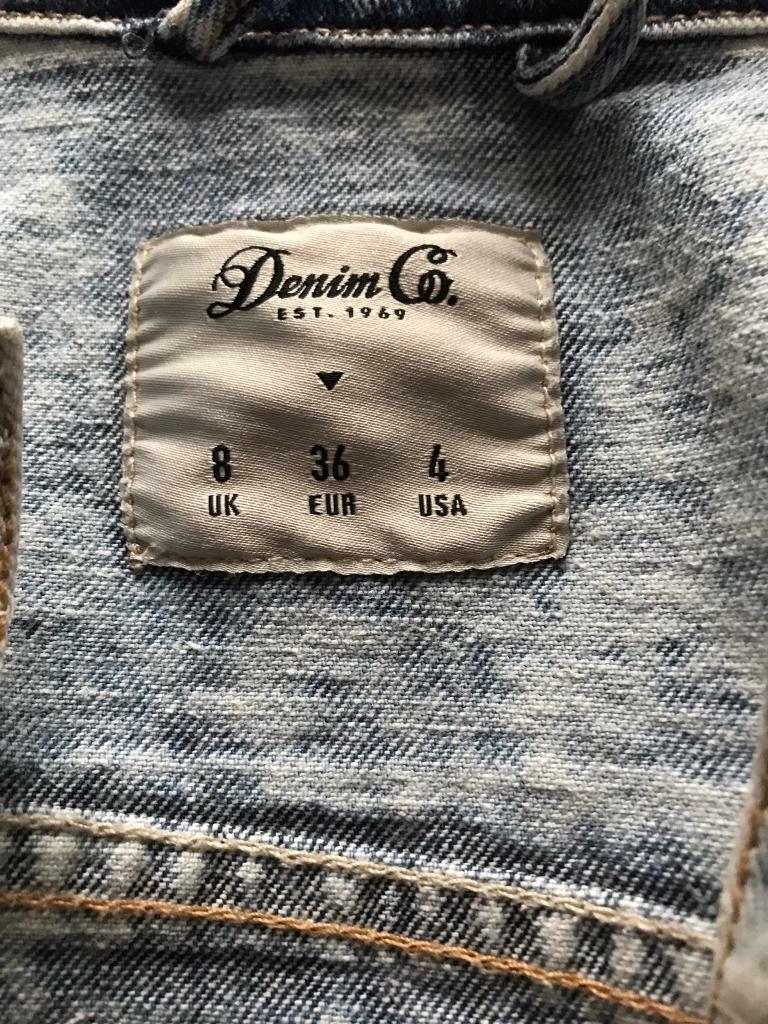 Denim Co.
EST. 1969
8 36 4
UK EUR USA